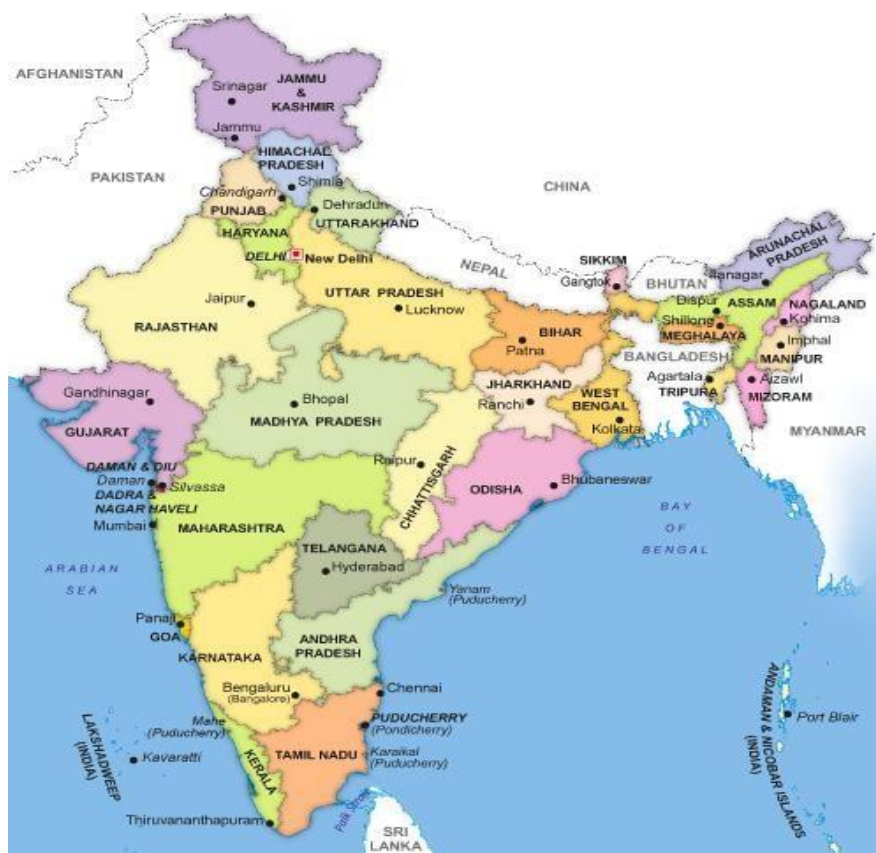 AFGHANISTAN
JAMMU
&
KASHMIR
Srinagar
Jammu
HIMACHAL
PRADESH
Shimla
PAKISTAN
CHINA
Chandigarh
PUNJAB
Dehradun
UTTARAKHAND
HARYANA
DELHI
New Delhi
NEPAL
SIKKIM
Gangtok
BHUTAN
ARUNACHAL
PRADESH
Itanagar
Dispur
ASSAM
NAGALAND
Kohima
Shillong
MEGHALAYA
Imphal
MANIPUR
BANGLADESH
Agartala
TRIPURA
Aizawl
MIZORAM
MYANMAR
Jaipur
RAJASTHAN
UTTAR PRADESH
Lucknow
BIHAR
Patna
JHARKHAND
Ranchi
WEST
BENGAL
Kolkata
Gandhinagar
GUJARAT
Bhopal
MADHYA PRADESH
Raipur
CHHATTISGARH
ODISHA
Bhubaneswar
DAMAN & DIU
Daman
Silvassa
DADRA &
NAGAR HAVELI
Mumbai
MAHARASHTRA
TELANGANA
Hyderabad
BAY
OF
BENGAL
ARABIAN
SEA
Yanam
(Puducherry)
Panaji
GOA
KARNATAKA
ANDHRA
PRADESH
Bengaluru
(Bangalore)
Chennai
Mahe
(Puducherry)
PUDUCHERRY
(Pondicherry)
TAMIL NADU
Karaikal
(Puducherry)
KERALA
LAKSHADWEEP
(INDIA)
Kavaratti
Thiruvananthapuram
Palk Strait
SRI
LANKA
ANDAMAN & NICOBAR ISLANDS
(INDIA)
Port Blair